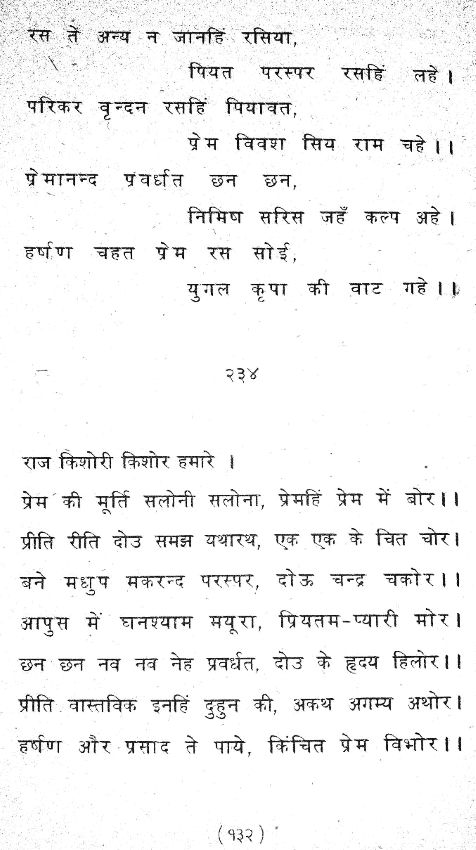 रस ते अन्य न जानहिं रसिया,
पियत परस्पर रसहिं लहे ।
परिकर वृन्दन रसहिं पियावत,
प्रेम विवश सिय राम चहे ।।
प्रेमानन्द प्रवर्धत छन छन,
निमिष सरिस जहँ कल्प अहे ।
हर्षण चहत प्रेम रस सोई,
युगल कृपा की वाट गहे ।।
२३४
राज किशोरी किशोर हमारे ।
प्रेम की मूर्ति सलोनी सलोना, प्रेमहिं प्रेम में बोर ।।
प्रीति रीति दोउ समझ यथारथ, एक एक के चित चोर ।
बने मधुप मकरन्द परस्पर, दोऊ चन्द्र चकोर ।।
आपुस में घनश्याम मयूरा, प्रियतम-प्यारी मोर ।
छन छन नव नव नेह प्रवर्धत, दोउ के हृदय हिलोर ।।
प्रीति वास्तविक इनहिं दुहुन की, अकथ अगम्य अथोर ।
हर्षण और प्रसाद ते पाये, किंचित प्रेम विभोर ।।
(१३२)